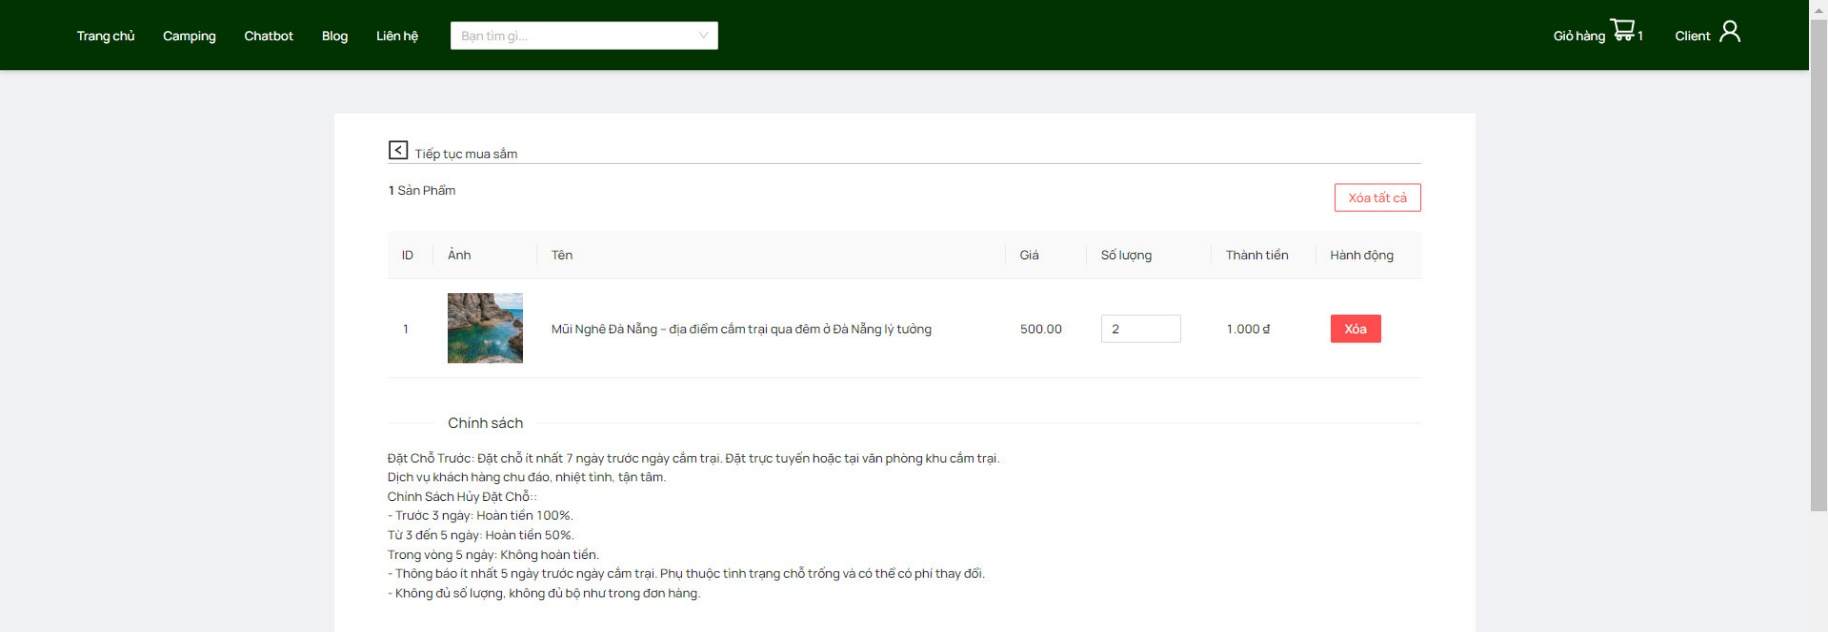 Trang chủ Camping Chatbot Blog Liên hệ Bạn tìm gì... Giỏ hàng 1 Client
Tiếp tục mua sắm
1 Sản Phẩm Xóa tất cả
ID Ảnh Tên Giá Số lượng Thành tiền Hành động
1 Mũi Nghê Đà Nẵng – địa điểm cắm trại qua đêm ở Đà Nẵng lý tưởng 500.00 2 1.000 ₫ Xóa
Chính sách
Đặt Chỗ Trước: Đặt chỗ ít nhất 7 ngày trước ngày cắm trại. Đặt trực tuyến hoặc tại văn phòng khu cắm trại.
Dịch vụ khách hàng chu đáo, nhiệt tình, tận tâm.
Chính Sách Hủy Đặt Chỗ::
- Trước 3 ngày: Hoàn tiền 100%.
Từ 3 đến 5 ngày: Hoàn tiền 50%.
Trong vòng 5 ngày: Không hoàn tiền.
- Thông báo ít nhất 5 ngày trước ngày cắm trại. Phụ thuộc tình trạng chỗ trống và có thể có phí thay đổi.
- Không đủ số lượng, không đủ bộ như trong đơn hàng.